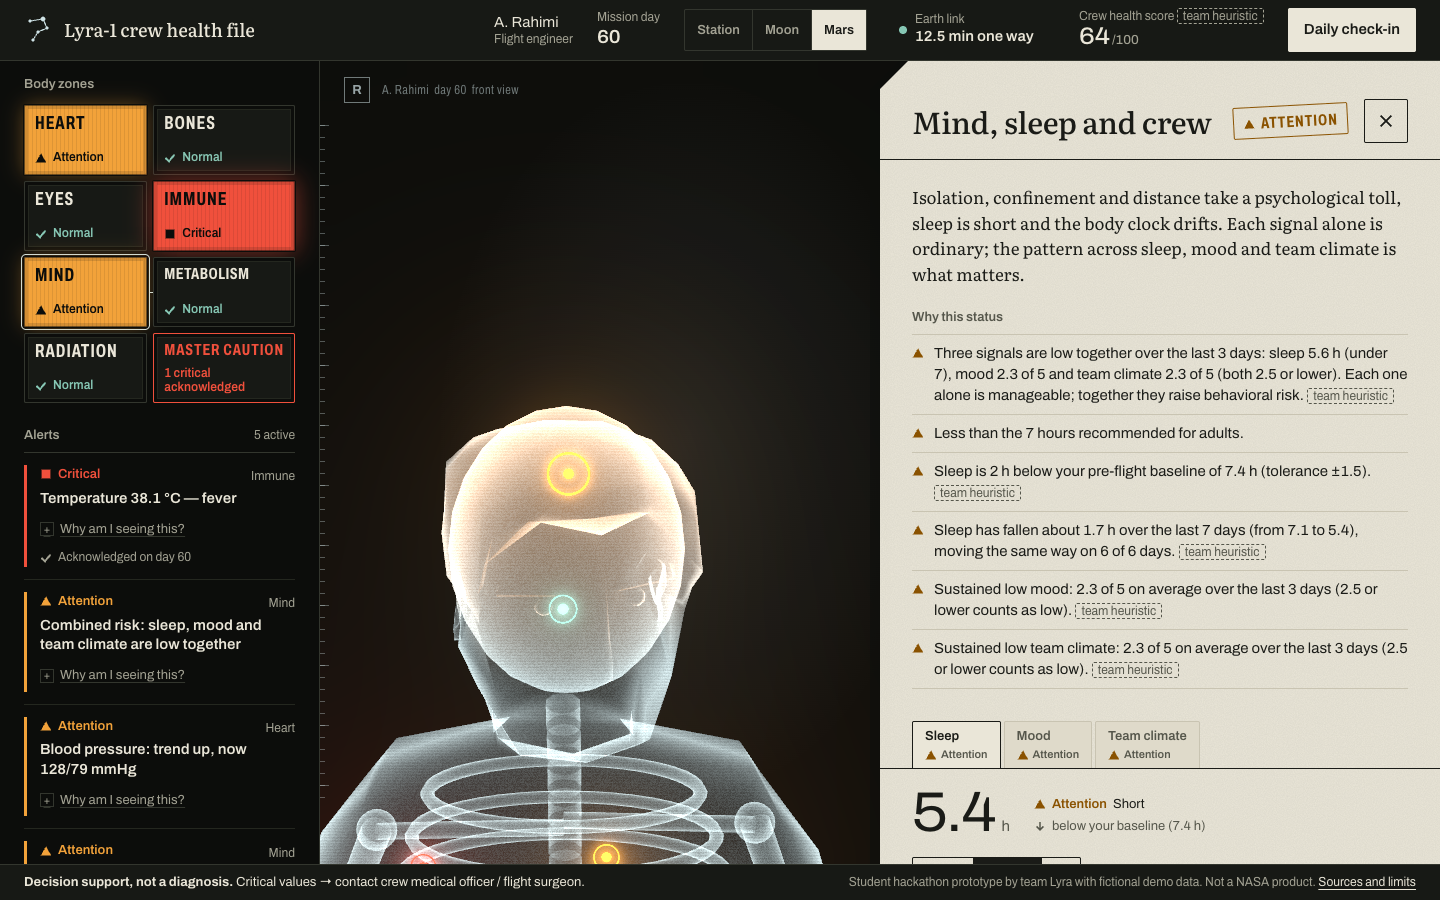 Lyra-1 crew health file
A. Rahimi
Flight engineer
Mission day
60
Station
Moon
Mars
Earth link
12.5 min one way
Crew health score team heuristic
64/100
Daily check-in
Body zones
HEART
Attention
BONES
Normal
EYES
Normal
IMMUNE
Critical
MIND
Attention
METABOLISM
Normal
RADIATION
Normal
MASTER CAUTION
1 critical
acknowledged
Alerts
5 active
Critical
Immune
Temperature 38.1 °C — fever
Why am I seeing this?
Acknowledged on day 60
Attention
Mind
Combined risk: sleep, mood and
team climate are low together
Why am I seeing this?
Attention
Heart
Blood pressure: trend up, now
128/79 mmHg
Why am I seeing this?
Attention
Mind
R
A. Rahimi day 60 front view
Mind, sleep and crew
ATTENTION
Isolation, confinement and distance take a psychological toll,
sleep is short and the body clock drifts. Each signal alone is
ordinary; the pattern across sleep, mood and team climate is
what matters.
Why this status
Three signals are low together over the last 3 days: sleep 5.6 h (under
7), mood 2.3 of 5 and team climate 2.3 of 5 (both 2.5 or lower). Each one
alone is manageable; together they raise behavioral risk. team heuristic
Less than the 7 hours recommended for adults.
Sleep is 2 h below your pre-flight baseline of 7.4 h (tolerance ±1.5).
team heuristic
Sleep has fallen about 1.7 h over the last 7 days (from 7.1 to 5.4),
moving the same way on 6 of 6 days. team heuristic
Sustained low mood: 2.3 of 5 on average over the last 3 days (2.5 or
lower counts as low). team heuristic
Sustained low team climate: 2.3 of 5 on average over the last 3 days (2.5
or lower counts as low). team heuristic
Sleep
Attention
Mood
Attention
Team climate
Attention
5.4 h
Attention Short
below your baseline (7.4 h)
Decision support, not a diagnosis. Critical values → contact crew medical officer / flight surgeon.
Student hackathon prototype by team Lyra with fictional demo data. Not a NASA product. Sources and limits